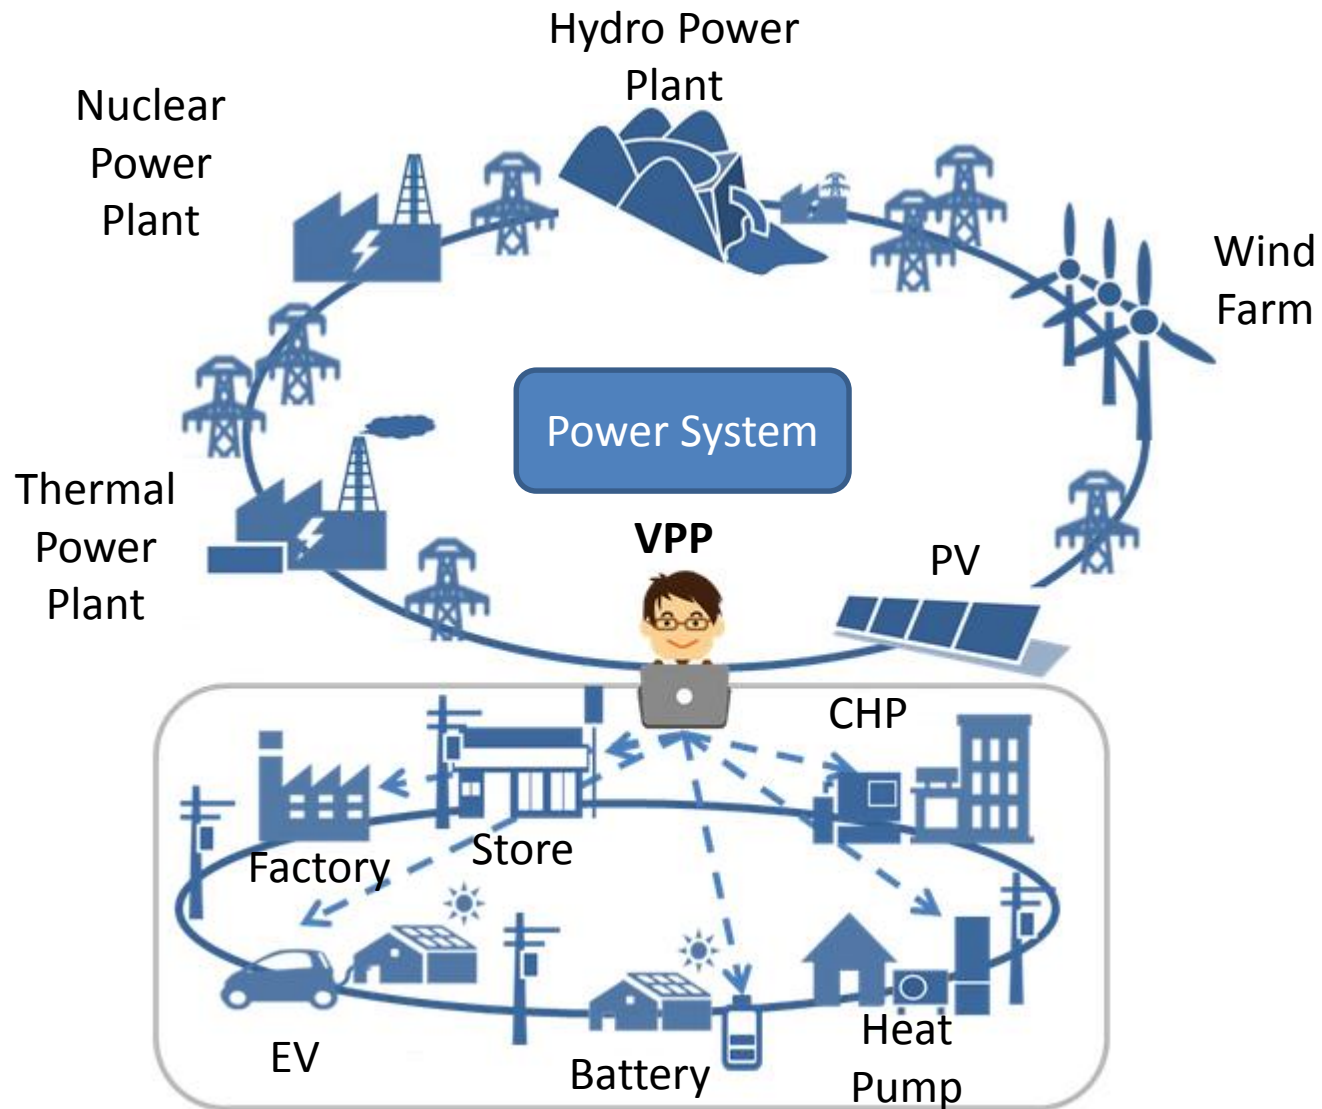 Hydro Power
Plant
Nuclear
Power
Plant
Wind
Farm
Power System
Thermal
Power
Plant
VPP
PV
CHP
Factory
Store
EV
Battery
Heat
Pump